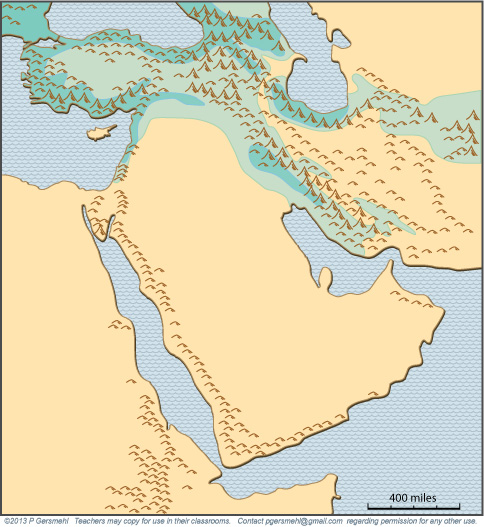 400 miles
©2013 P Gersmehl Teachers may copy for use in their classrooms. Contact pgersmehl@gmail.com regarding permission for any other use.